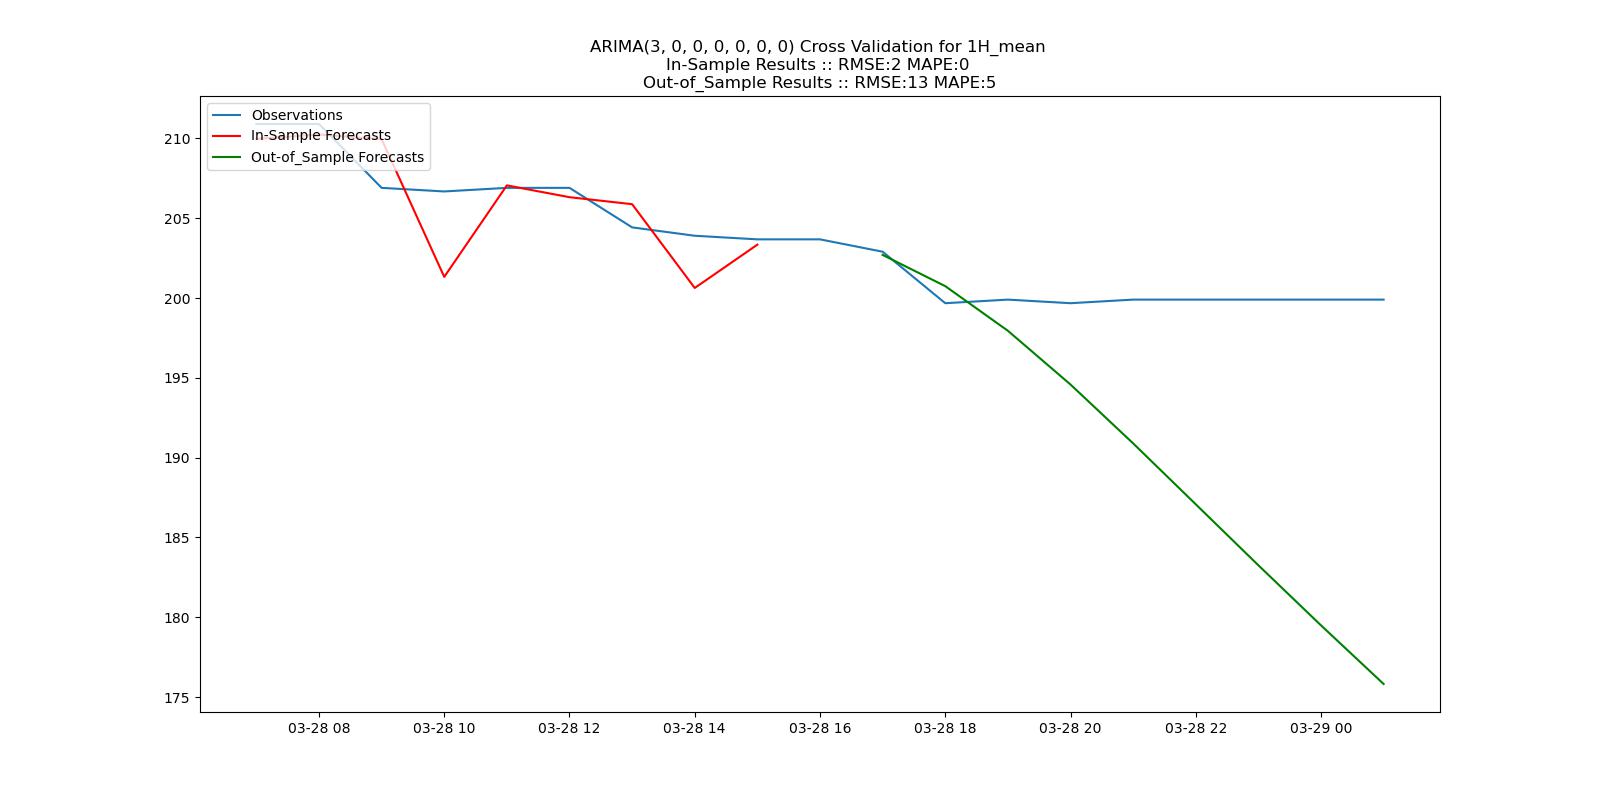 ARIMA(3, 0, 0, 0, 0, 0, 0) Cross Validation for 1H_mean
In-Sample Results :: RMSE:2 MAPE:0
Out-of_Sample Results :: RMSE:13 MAPE:5
Observations
In-Sample Forecasts
Out-of_Sample Forecasts
210
205
200
195
190
185
180
175
03-28 08
03-28 10
03-28 12
03-28 14
03-28 16
03-28 18
03-28 20
03-28 22
03-29 00